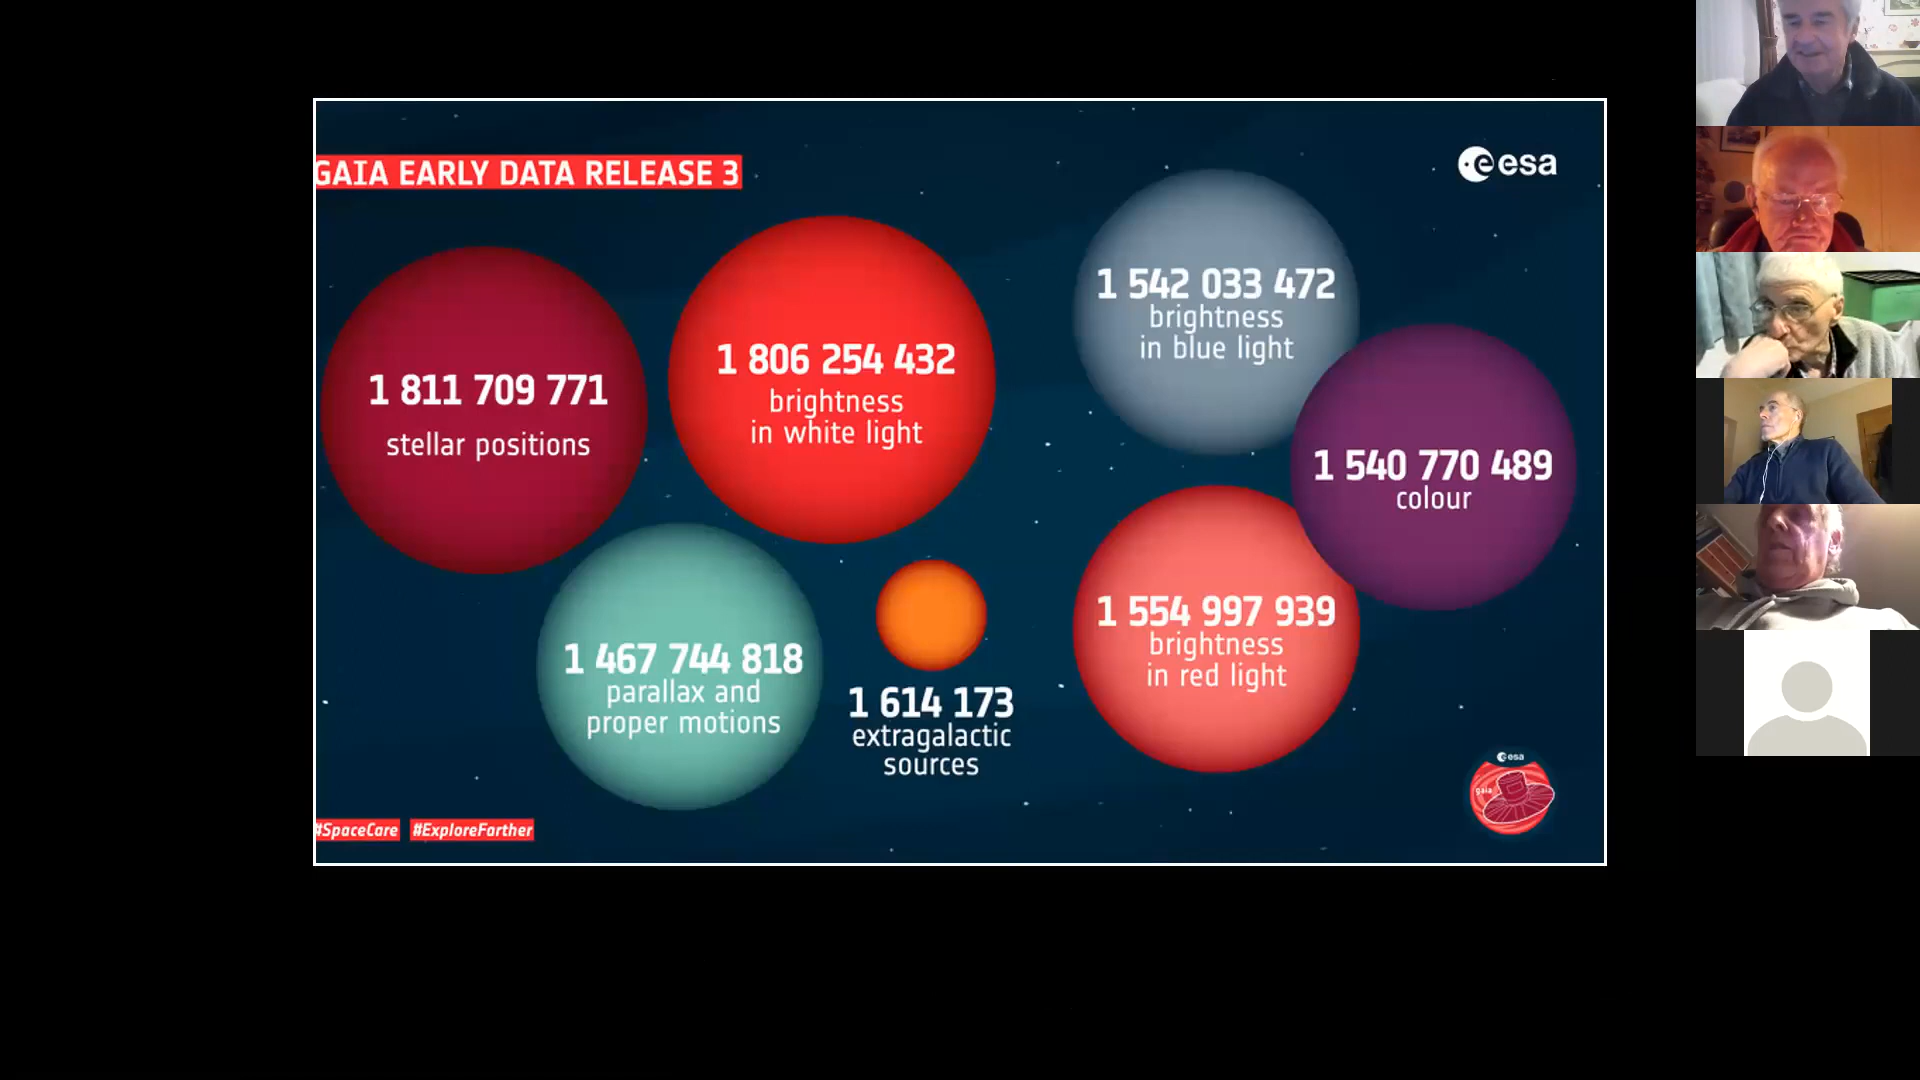 GAIA EARLY DATA RELEASE 3
esa
1 811 709 771
stellar positions
1 806 254 432
brightness
in white light
1 467 744 818
parallax and
proper motions
1 614 173
extragalactic
sources
1 542 033 472
brightness
in blue light
1 540 770 489
colour
1 554 997 939
brightness
in red light
#SpaceCare #ExploreFarther
esa
gaia